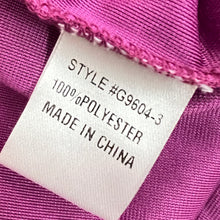 STYLE #G9604-3
100%POLYESTER
MADE IN CHINA